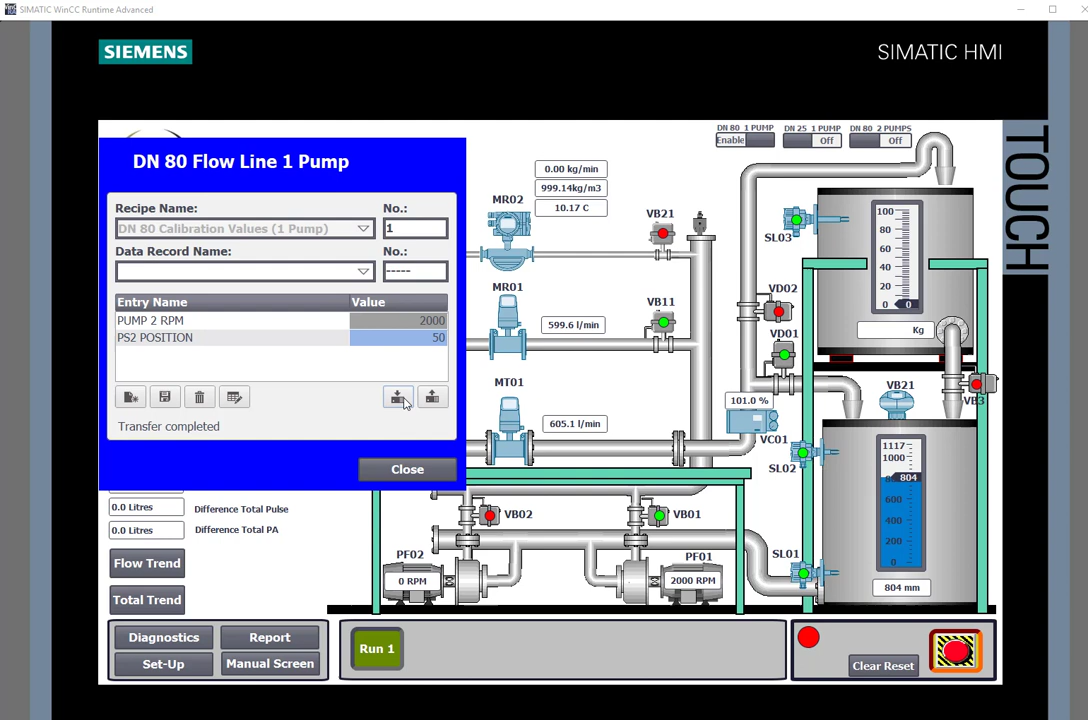 SIMATIC WinCC Runtime Advanced
SIEMENS
SIMATIC HMI
TOUCH
DN 80 1 PUMP
DN 25 1 PUMP
DN 80 2 PUMPS
Enable
Off
Off
DN 80 Flow Line 1 Pump
Recipe Name:
No.:
DN 80 Calibration Values (1 Pump)
1
Data Record Name:
No.:
-----
Entry Name
Value
PUMP 2 RPM
2000
PS2 POSITION
50
Transfer completed
Close
0.00 kg/min
999.14kg/m3
10.17 C
MR02
VB21
MR01
VB11
599.6 l/min
MT01
605.1 l/min
SL03
VD02
VD01
101.0 %
VC01
SL02
SL01
100
80
60
40
20
0
0
Kg
VB3
VB21
1117
1000
804
600
400
200
0
804 mm
0.0 Litres
Difference Total Pulse
0.0 Litres
Difference Total PA
Flow Trend
Total Trend
VB02
VB01
PF02
0 RPM
PF01
2000 RPM
Diagnostics
Report
Set-Up
Manual Screen
Run 1
Clear Reset